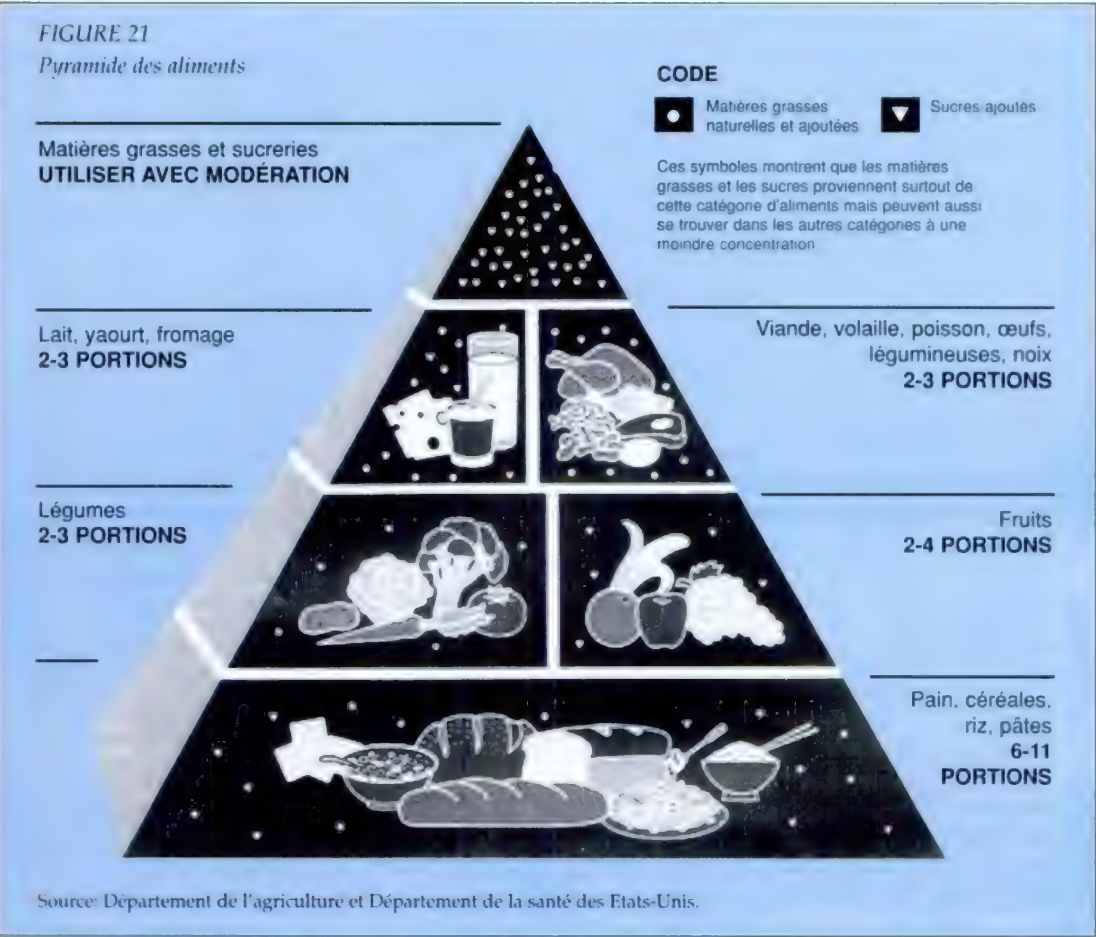 FIGURE 21
Pyramide des aliments
CODE
Matières grasses
naturelles et ajoutées
Sucres ajoutés
Ces symboles montrent que les matières
grasses et les sucres proviennent surtout de
cette catégorie d'aliments mais peuvent aussi
se trouver dans les autres catégories à une
moindre concentration
Matières grasses et sucreries
UTILISER AVEC MODÉRATION
Lait, yaourt, fromage
2-3 PORTIONS
Viande, volaille, poisson, œufs,
légumineuses, noix
2-3 PORTIONS
Légumes
2-3 PORTIONS
Fruits
2-4 PORTIONS
Pain, céréales,
riz, pâtes
6-11
PORTIONS
Source: Département de l'agriculture et Département de la santé des Etats-Unis.